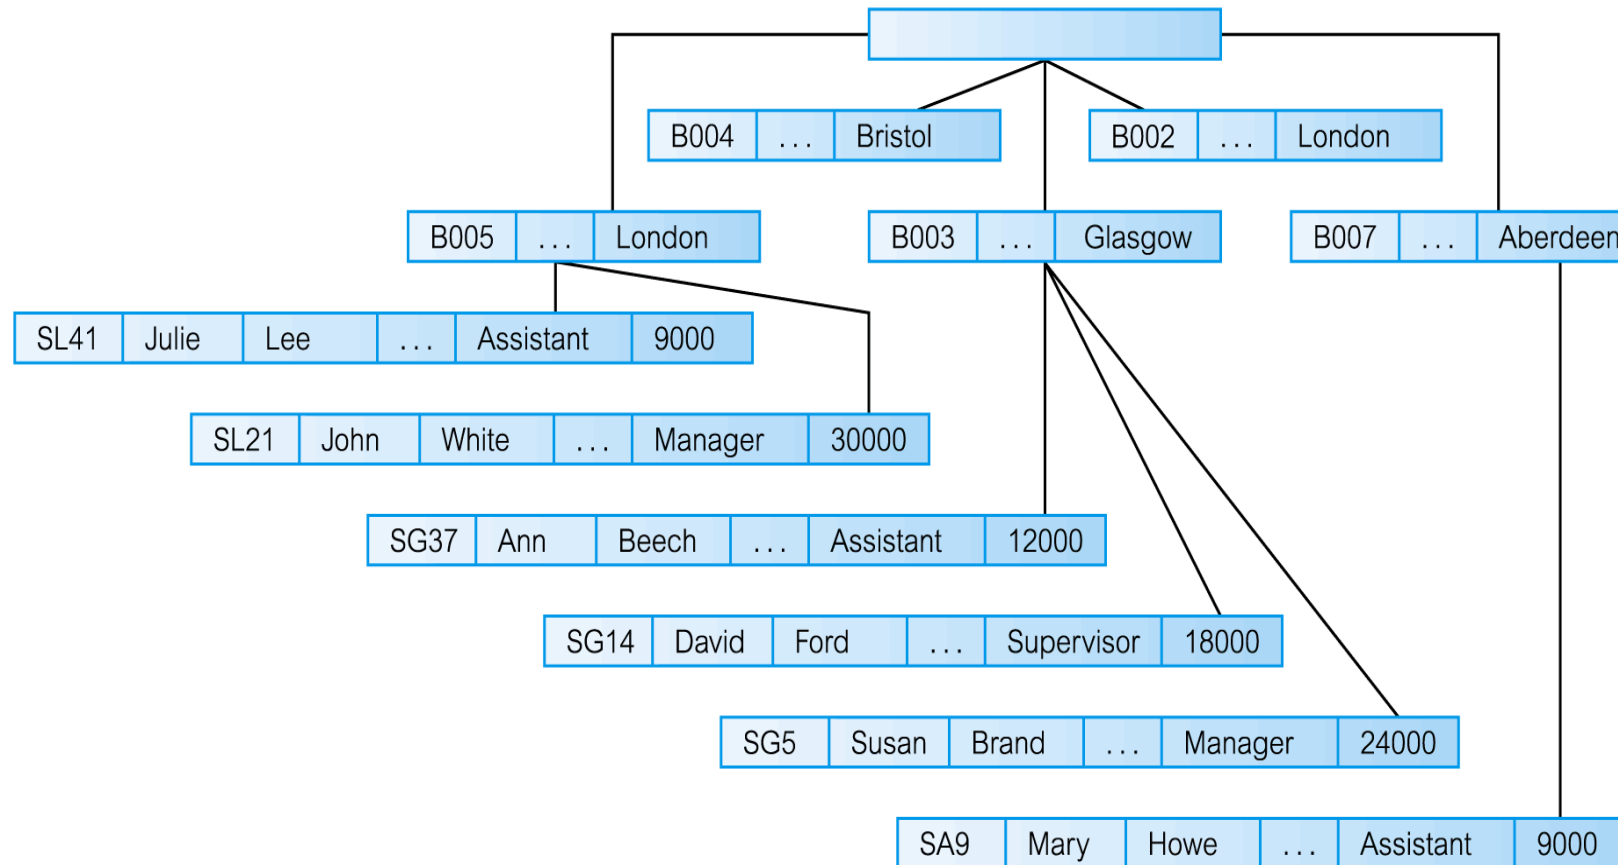 B004 ... Bristol
B002 ... London
B005 ... London
B003 ... Glasgow
B007 ... Aberdeen
SL41 Julie Lee ... Assistant 9000
SL21 John White ... Manager 30000
SG37 Ann Beech ... Assistant 12000
SG14 David Ford ... Supervisor 18000
SG5 Susan Brand ... Manager 24000
SA9 Mary Howe ... Assistant 9000